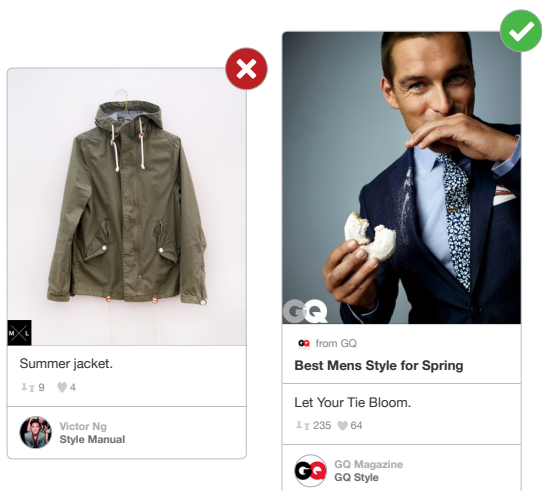 M L
Summer jacket.
9 4
Victor Ng
Style Manual
GQ
GQ from GQ
Best Mens Style for Spring
Let Your Tie Bloom.
235 64
GQ GQ Magazine
GQ Style